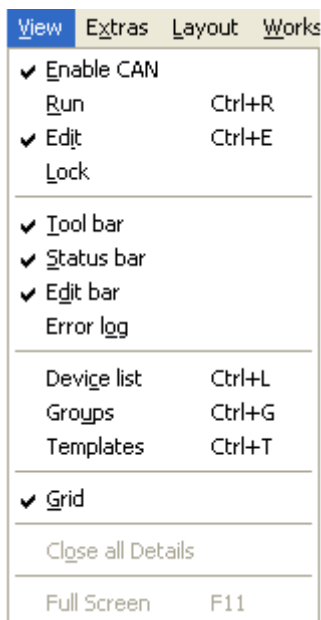 View Extras Layout Works
Enable CAN
Run Ctrl+R
Edit Ctrl+E
Lock
Tool bar
Status bar
Edit bar
Error log
Device list Ctrl+L
Groups Ctrl+G
Templates Ctrl+T
Grid
Close all Details
Full Screen F11